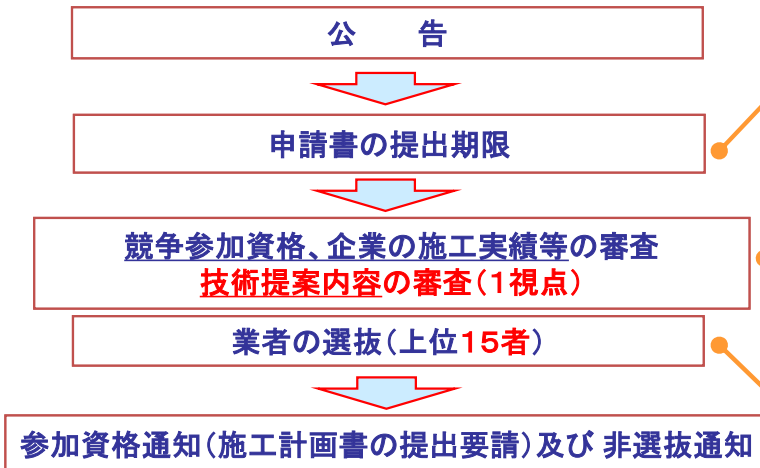 公　　告
申請書の提出期限
競争参加資格、企業の施工実績等の審査
技術提案内容の審査(1視点)
業者の選抜(上位15者)
参加資格通知(施工計画書の提出要請)及び 非選抜通知